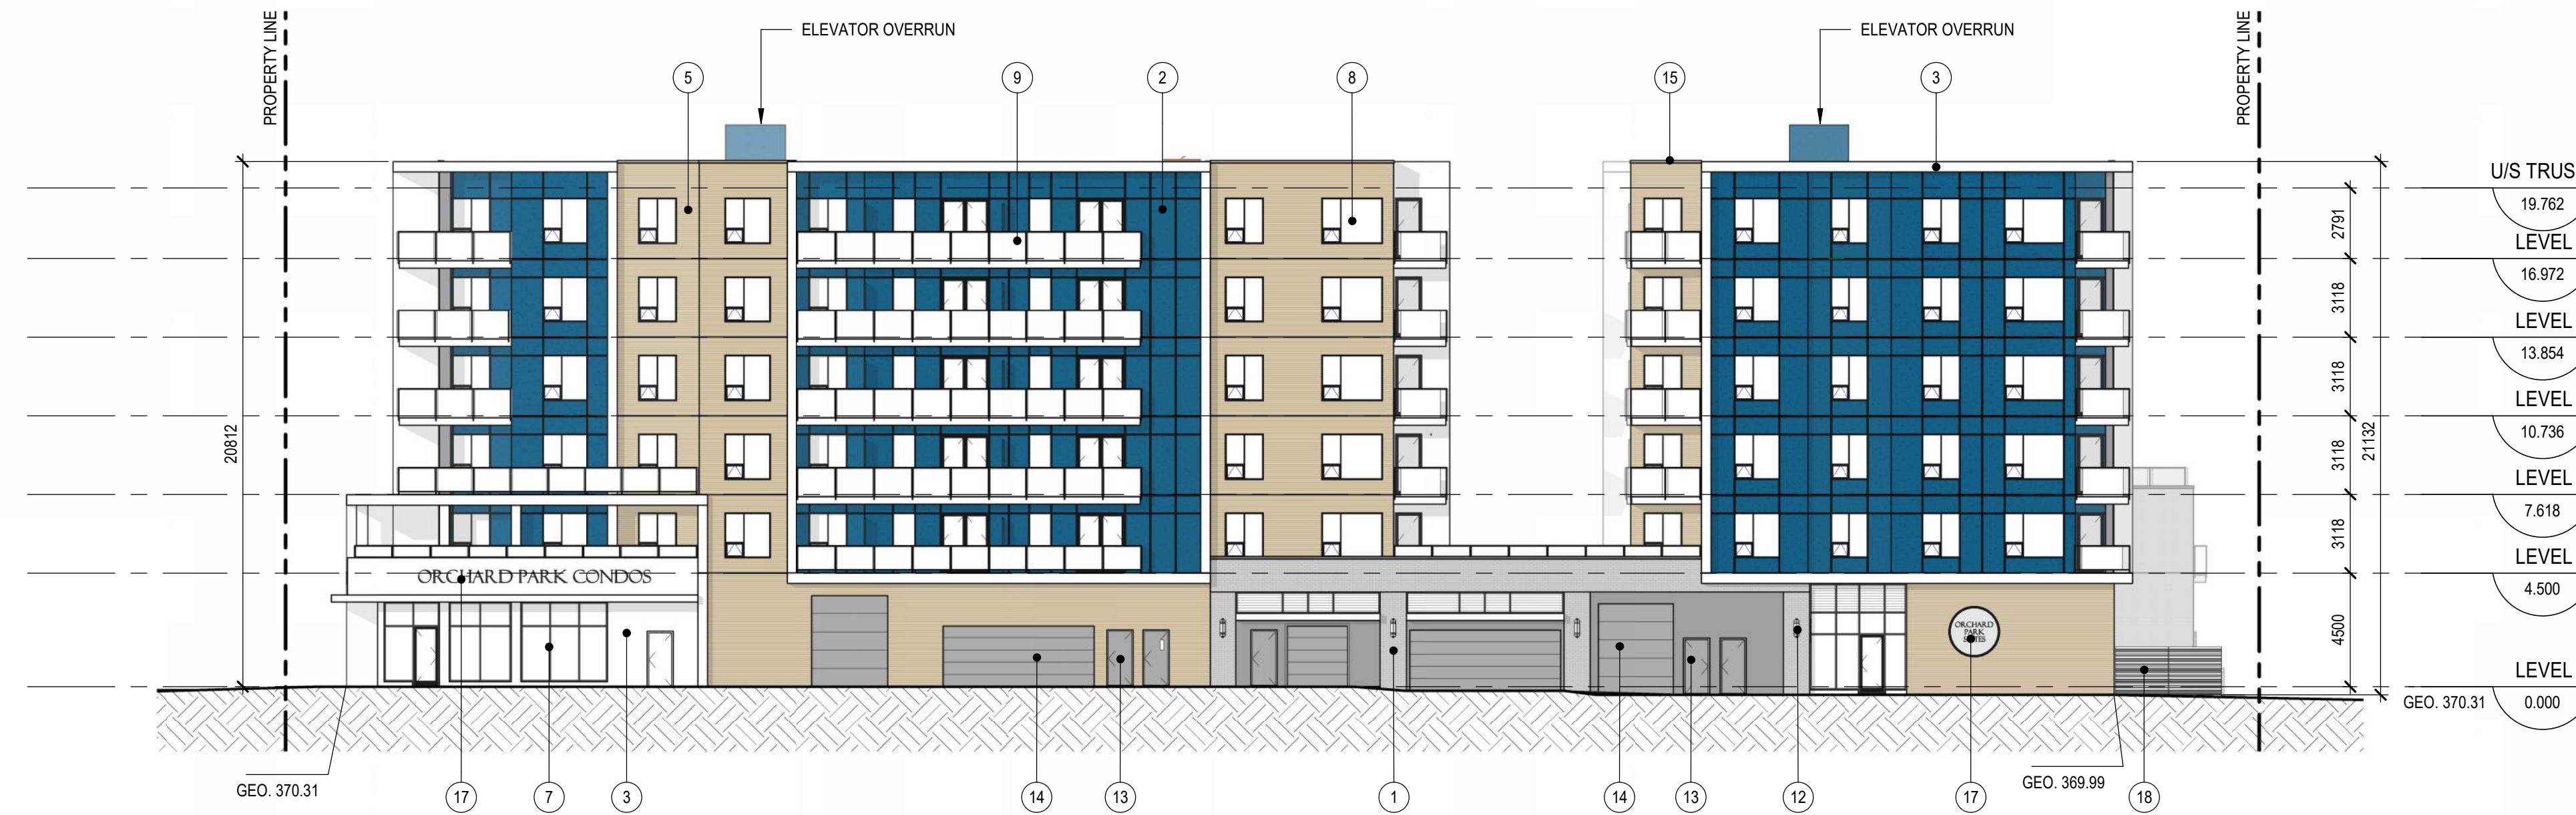 PROPERTY LINE
ELEVATOR OVERRUN
ELEVATOR OVERRUN
PROPERTY LINE
5
9
2
8
15
3
U/S TRUS
19.762
LEVEL
16.972
LEVEL
13.854
LEVEL
10.736
LEVEL
7.618
LEVEL
4.500
LEVEL
GEO. 370.31
0.000
2791
3118
3118
3118
3118
4500
21132
20812
ORCHARD PARK CONDOS
ORCHARD
PARK
GEO. 370.31
17
7
3
14
13
1
14
13
12
17
GEO. 369.99
18